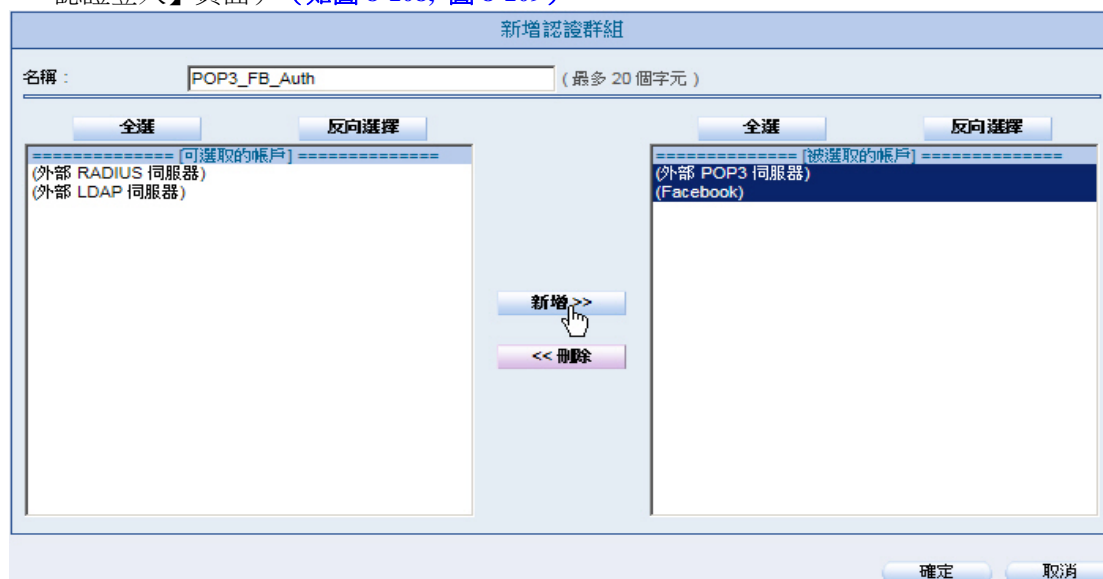 新增認證群組
名稱 : POP3_FB_Auth ( 最多 20 個字元 )
全選 反向選擇 全選 反向選擇
============== [可選取的帳戶] ==============
(外部 RADIUS 伺服器)
(外部 LDAP 伺服器)
新增 >>
<< 刪除
============== [被選取的帳戶] ==============
(外部 POP3 伺服器)
(Facebook)
確定 取消